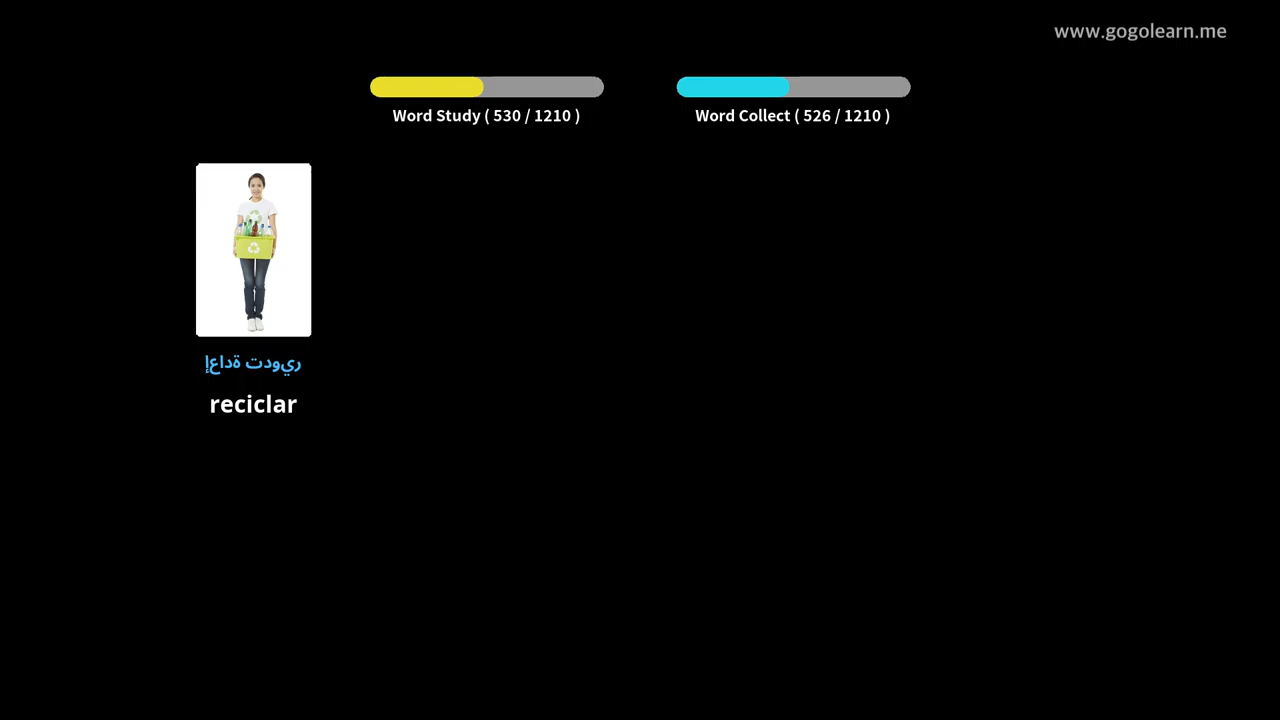 www.gogolearn.me
Word Study ( 530 / 1210 )
Word Collect ( 526 / 1210 )
إعادة تدوير
reciclar